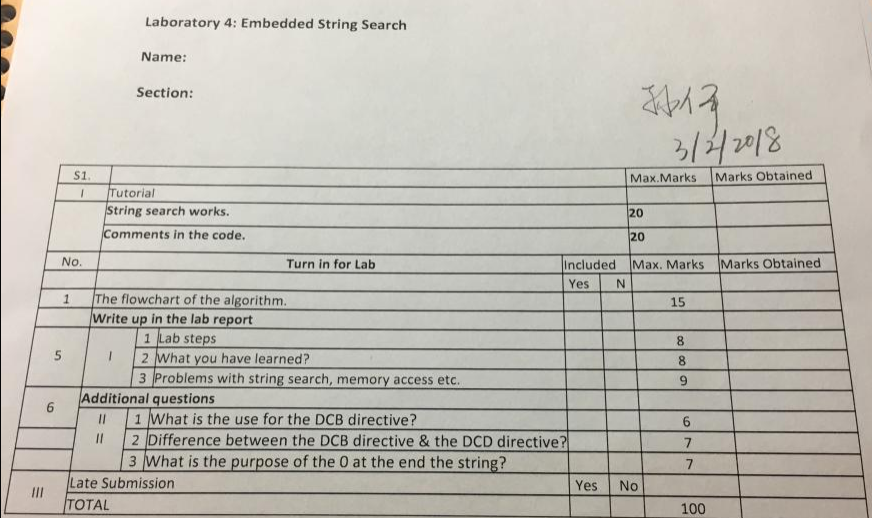 Laboratory 4: Embedded String Search
Name:
Section:
3/2/2018
S1. Max.Marks Marks Obtained
I Tutorial
String search works. 20
Comments in the code. 20
No. Turn in for Lab Included Max. Marks Marks Obtained
Yes N
1 The flowchart of the algorithm. 15
Write up in the lab report
1 Lab steps 8
5 I 2 What you have learned? 8
3 Problems with string search, memory access etc. 9
6 Additional questions
II 1 What is the use for the DCB directive? 6
II 2 Difference between the DCB directive & the DCD directive? 7
3 What is the purpose of the 0 at the end the string? 7
III Late Submission Yes No
TOTAL 100